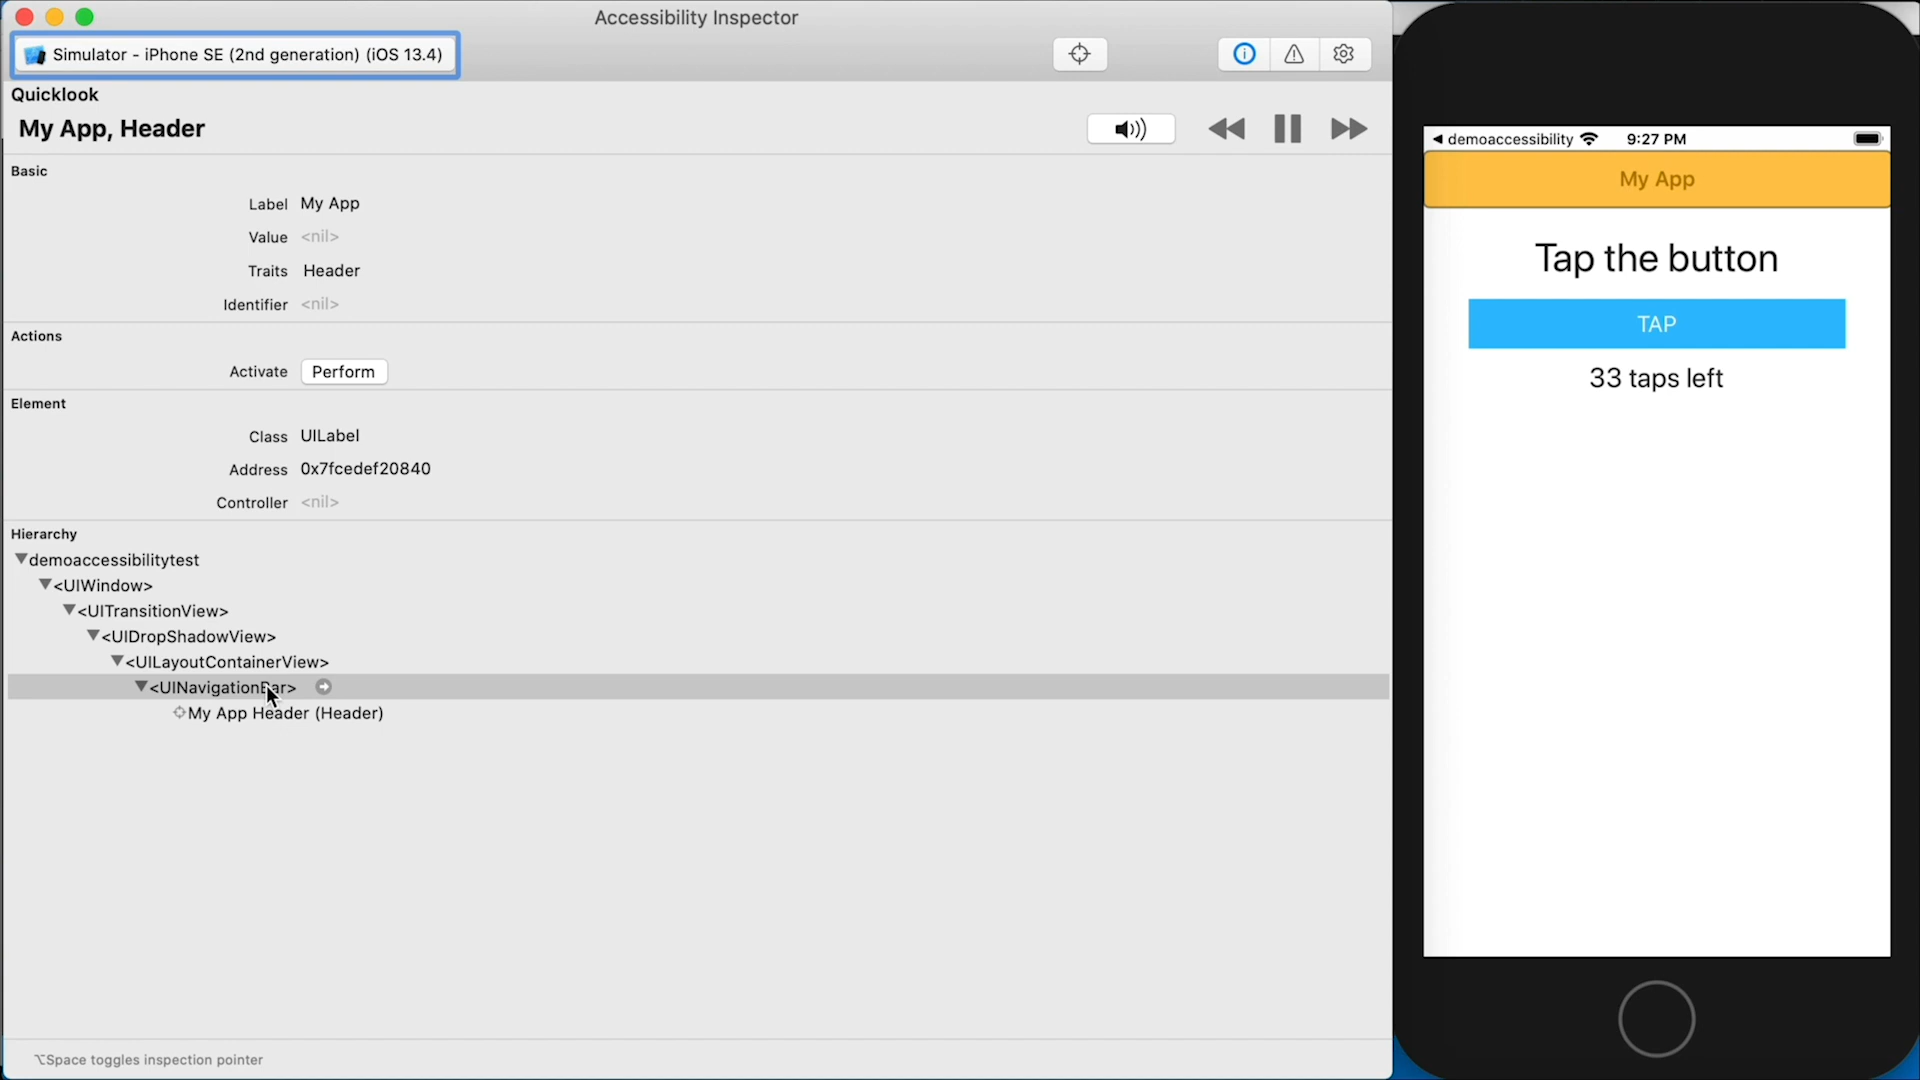 Accessibility Inspector
Simulator - iPhone SE (2nd generation) (iOS 13.4)
Quicklook
My App, Header
Basic
Label My App
Value <nil>
Traits Header
Identifier <nil>
Actions
Activate Perform
Element
Class UILabel
Address 0x7fcedef20840
Controller <nil>
Hierarchy
demoaccessibilitytest
<UIWindow>
<UITransitionView>
<UIDropShadowView>
<UILayoutContainerView>
<UINavigationBar>
My App Header (Header)
⌥Space toggles inspection pointer
demoaccessibility 9:27 PM
My App
Tap the button
TAP
33 taps left